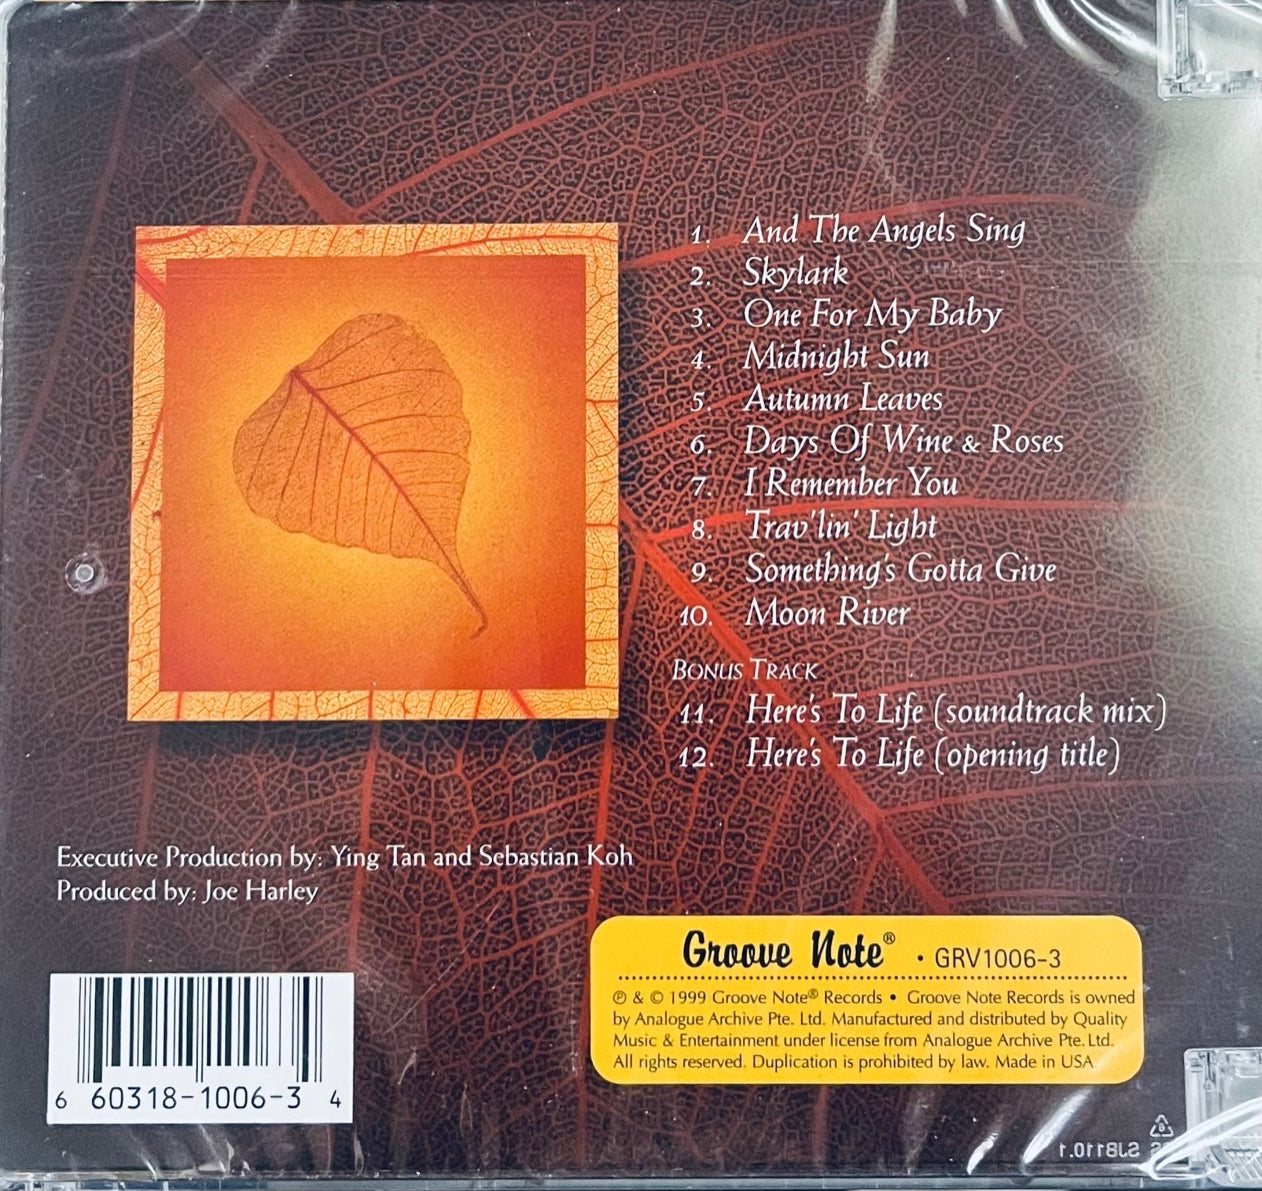 1. And The Angels Sing
2. Skylark
3. One For My Baby
4. Midnight Sun
5. Autumn Leaves
6. Days Of Wine & Roses
7. I Remember You
8. Trav'lin' Light
9. Something's Gotta Give
10. Moon River
Bonus Track
11. Here's To Life (soundtrack mix)
12. Here's To Life (opening title)
Executive Production by: Ying Tan and Sebastian Koh
Produced by: Joe Harley
Groove Note® • GRV1006-3
℗ & © 1999 Groove Note® Records • Groove Note Records is owned
by Analogue Archive Pte. Ltd. Manufactured and distributed by Quality
Music & Entertainment under license from Analogue Archive Pte. Ltd.
All rights reserved. Duplication is prohibited by law. Made in USA
6 60318-1006-3 4